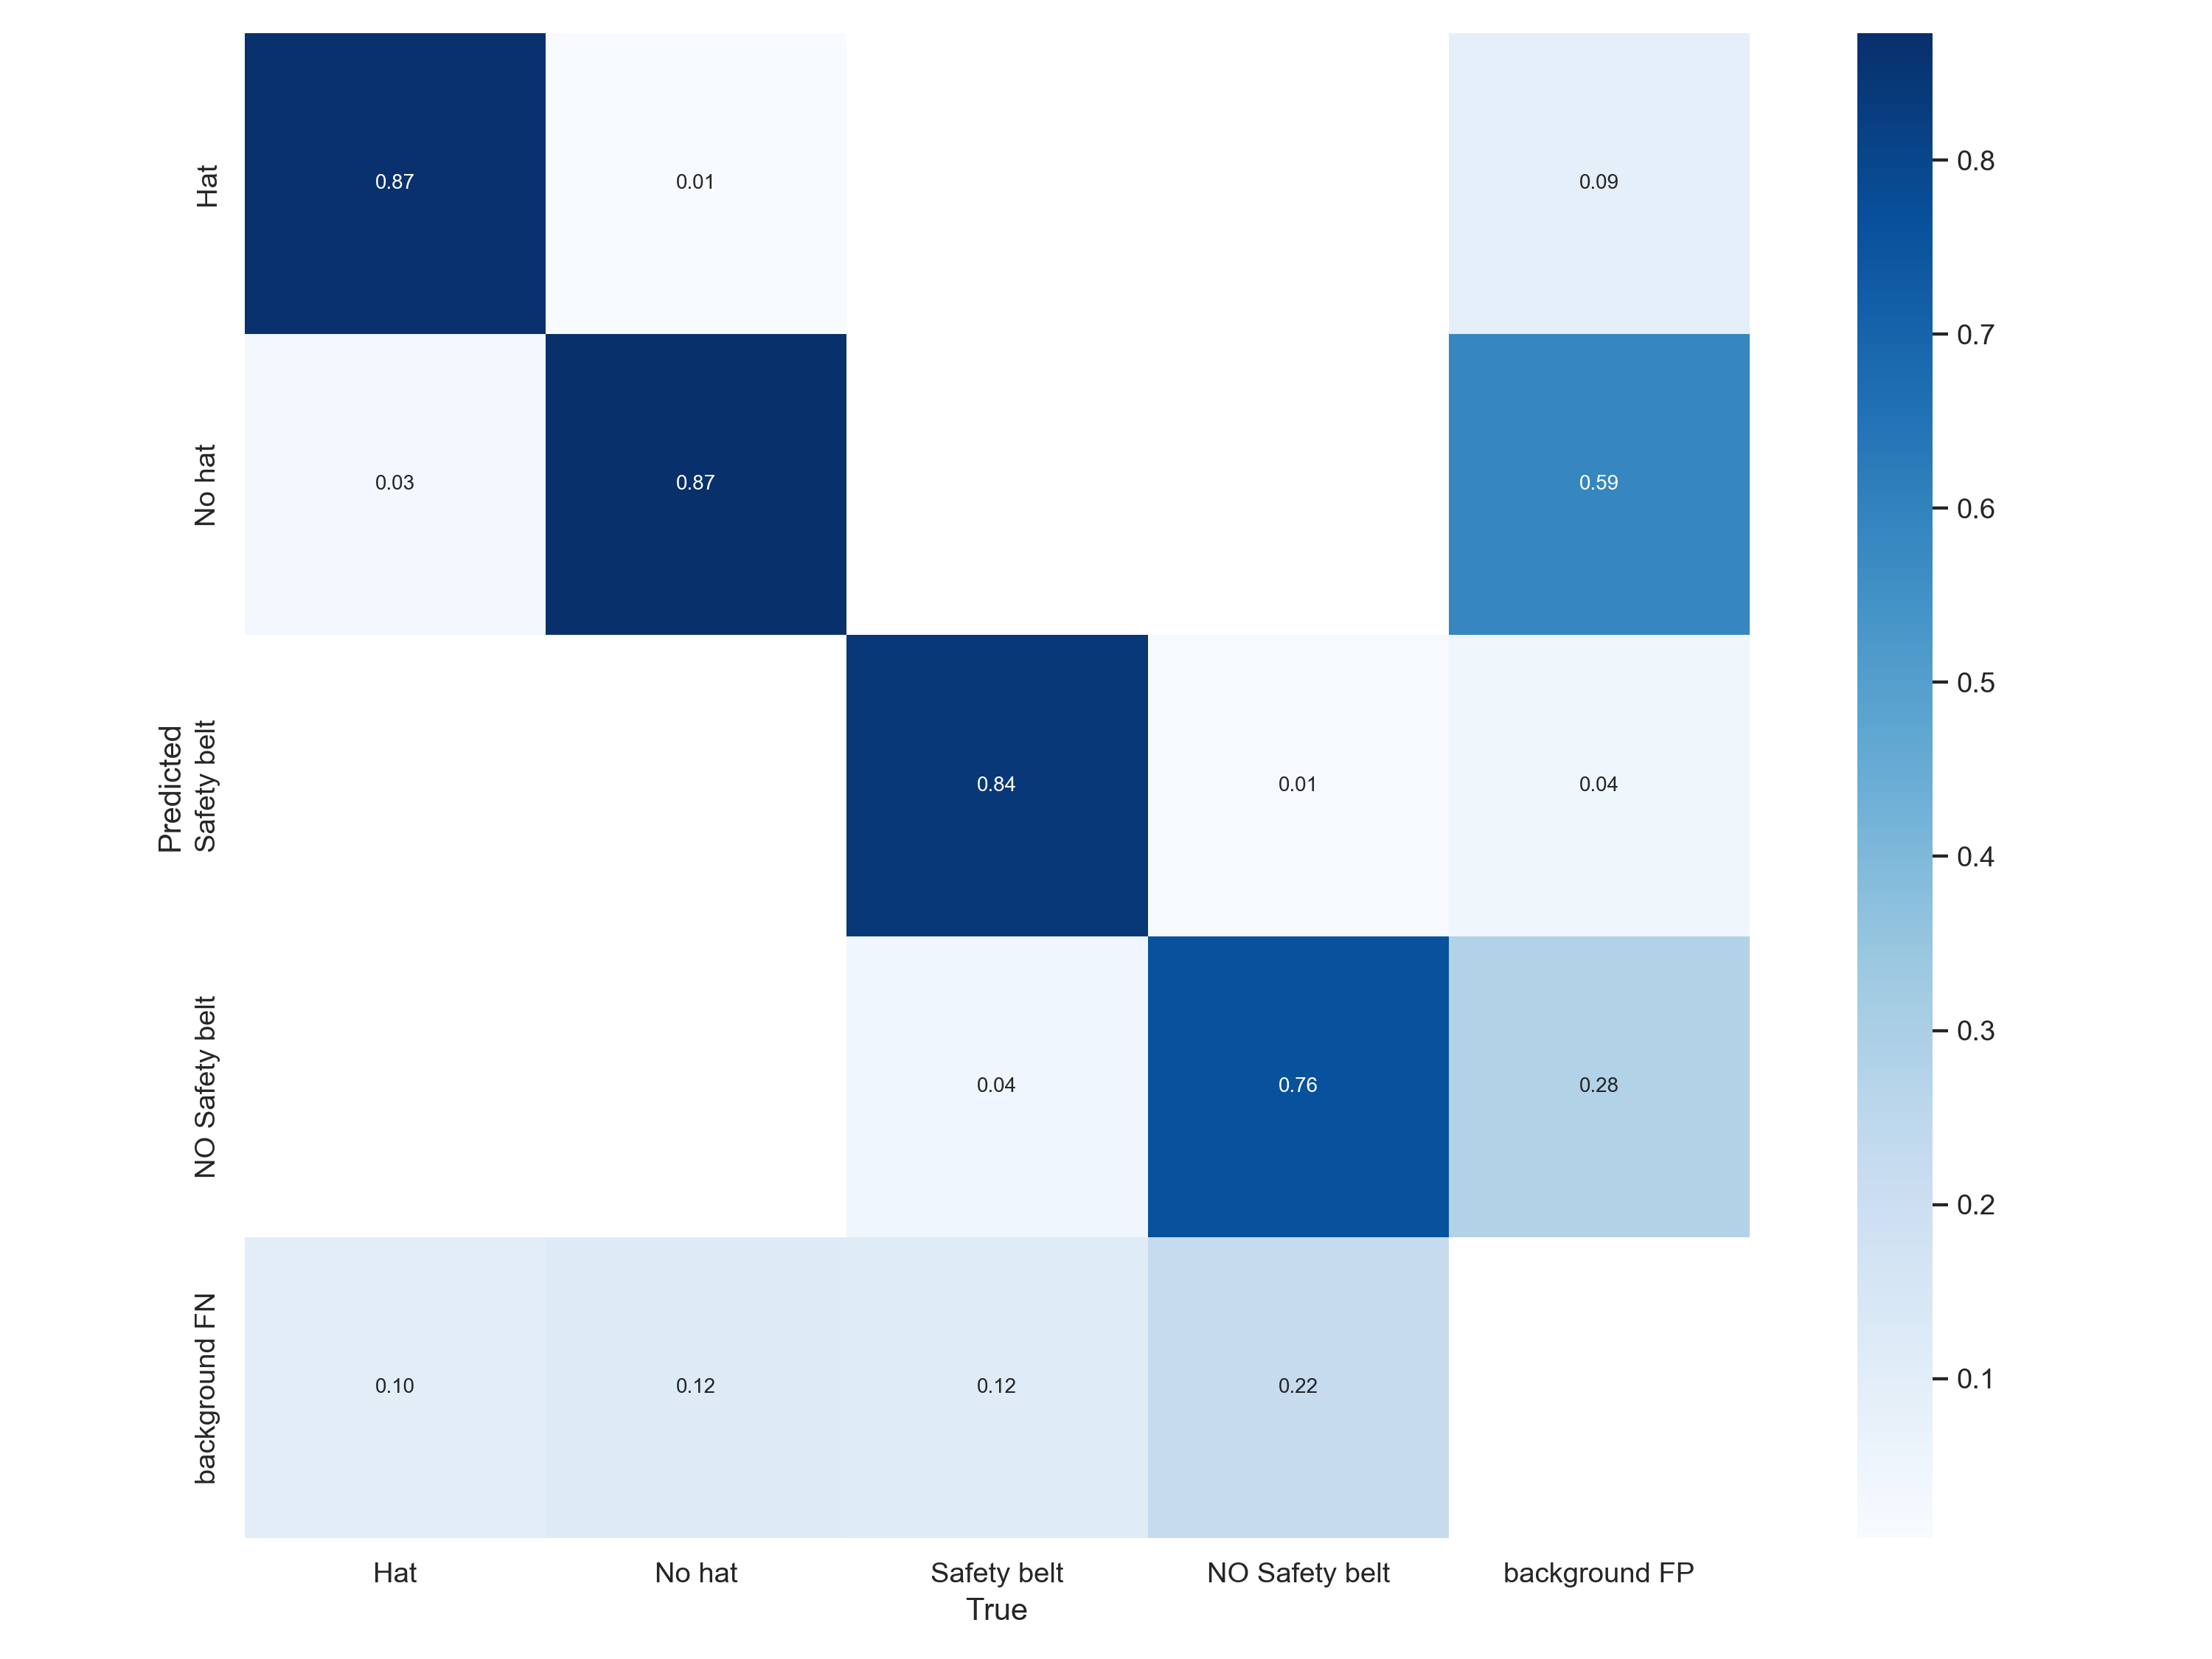 Predicted
Hat
0.87
0.01
0.09
No hat
0.03
0.87
0.59
Safety belt
0.84
0.01
0.04
NO Safety belt
0.04
0.76
0.28
background FN
0.10
0.12
0.12
0.22
Hat
No hat
Safety belt
NO Safety belt
background FP
True
0.8
0.7
0.6
0.5
0.4
0.3
0.2
0.1